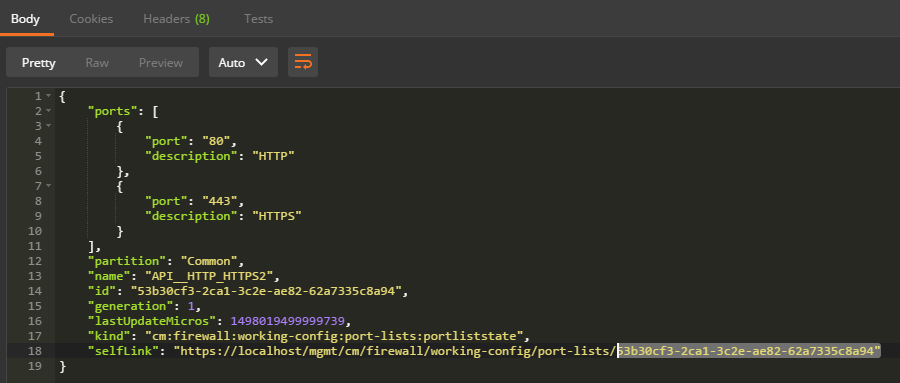 Body Cookies Headers (8) Tests
Pretty Raw Preview Auto
1 {
2 "ports": [
3 {
4 "port": "80",
5 "description": "HTTP"
6 },
7 {
8 "port": "443",
9 "description": "HTTPS"
10 }
11 ],
12 "partition": "Common",
13 "name": "API__HTTP_HTTPS2",
14 "id": "53b30cf3-2ca1-3c2e-ae82-62a7335c8a94",
15 "generation": 1,
16 "lastUpdateMicros": 1498019499999739,
17 "kind": "cm:firewall:working-config:port-lists:portliststate",
18 "selfLink": "https://localhost/mgmt/cm/firewall/working-config/port-lists/53b30cf3-2ca1-3c2e-ae82-62a7335c8a94"
19 }